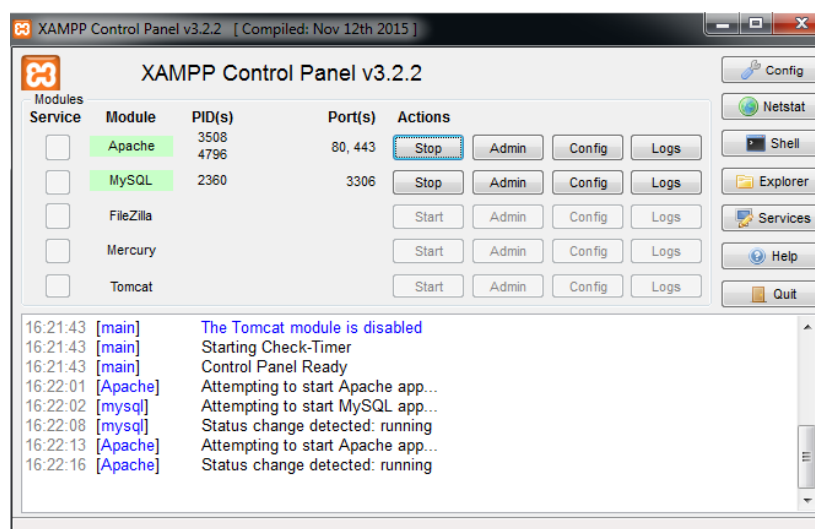 XAMPP Control Panel v3.2.2 [ Compiled: Nov 12th 2015 ]
XAMPP Control Panel v3.2.2
Config
Modules
Service Module PID(s) Port(s) Actions
Netstat
Apache 3508 4796 80, 443 Stop Admin Config Logs
Shell
MySQL 2360 3306 Stop Admin Config Logs
Explorer
FileZilla Start Admin Config Logs
Services
Mercury Start Admin Config Logs
Help
Tomcat Start Admin Config Logs
Quit
16:21:43 [main] The Tomcat module is disabled
16:21:43 [main] Starting Check-Timer
16:21:43 [main] Control Panel Ready
16:22:01 [Apache] Attempting to start Apache app...
16:22:02 [mysql] Attempting to start MySQL app...
16:22:08 [mysql] Status change detected: running
16:22:13 [Apache] Attempting to start Apache app...
16:22:16 [Apache] Status change detected: running